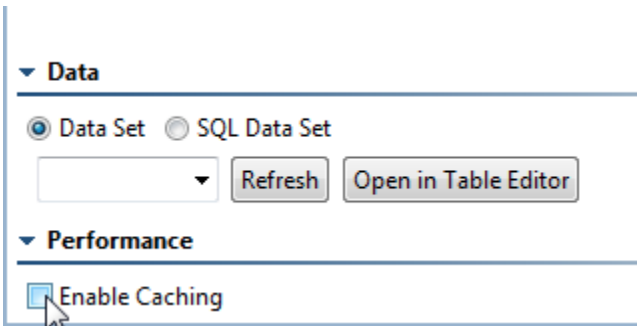 Data
Data Set SQL Data Set
Refresh Open in Table Editor
Performance
Enable Caching